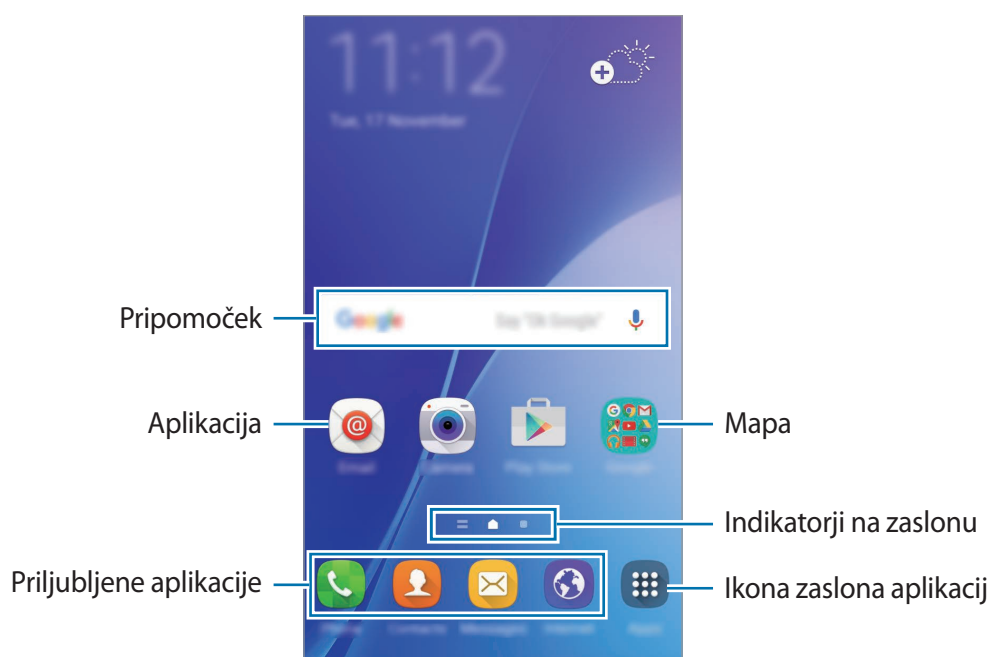 11:12
Tue, 17 November
Pripomoček
Google
Say "Ok Google"
Aplikacija
Mapa
Email
Camera
Play Store
Google
Indikatorji na zaslonu
Priljubljene aplikacije
Ikona zaslona aplikacij
Phone
Contacts
Messages
Internet
Apps